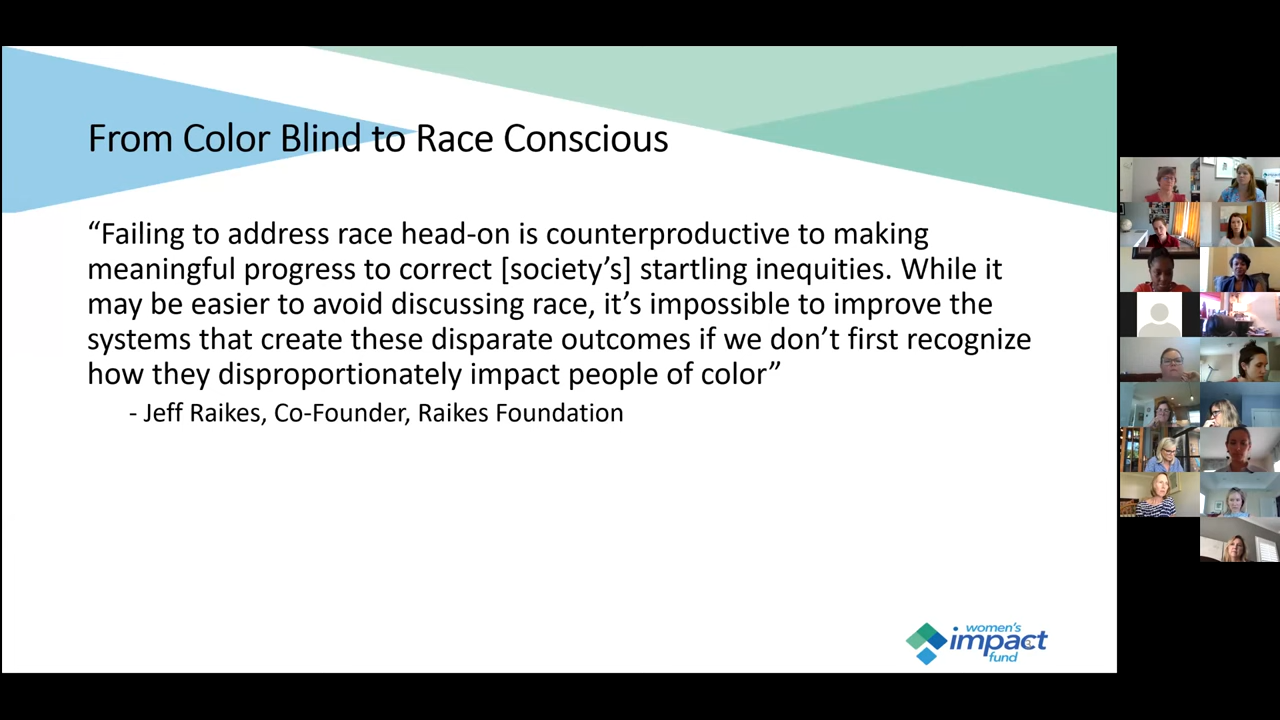 From Color Blind to Race Conscious
“Failing to address race head-on is counterproductive to making
meaningful progress to correct [society’s] startling inequities. While it
may be easier to avoid discussing race, it’s impossible to improve the
systems that create these disparate outcomes if we don’t first recognize
how they disproportionately impact people of color”
- Jeff Raikes, Co-Founder, Raikes Foundation
women’s
impact
fund